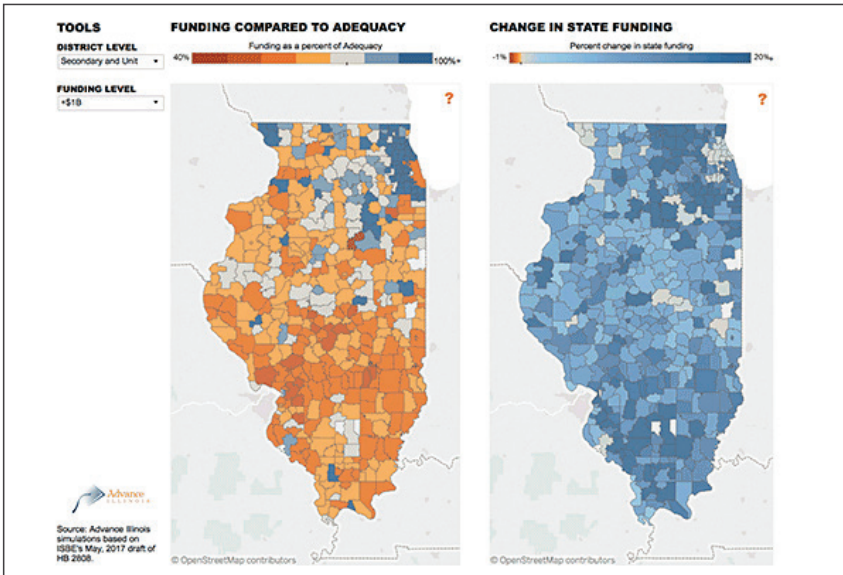 TOOLS
DISTRICT LEVEL
Secondary and Unit
FUNDING LEVEL
+$1B
FUNDING COMPARED TO ADEQUACY
Funding as a percent of Adequacy
40%
100%+
?
© OpenStreetMap contributors
CHANGE IN STATE FUNDING
Percent change in state funding
-1%
20%+
?
© OpenStreetMap contributors
Advance
ILLINOIS
Source: Advance Illinois
simulations based on
ISBE's May, 2017 draft of
HB 2808.